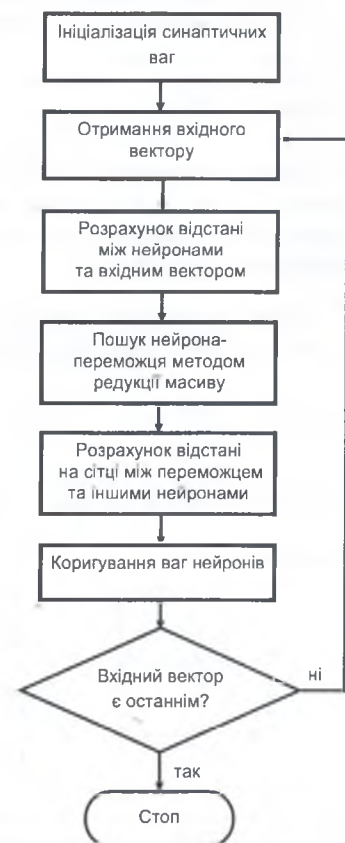 Ініціалізація синаптичних
ваг
Отримання вхідного
вектору
Розрахунок відстані
між нейронами
та вхідним вектором
Пошук нейрона-
переможця методом
редукції масиву
Розрахунок відстані
на сітці між переможцем
та іншими нейронами
Коригування ваг нейронів
Вхідний вектор
є останнім?
ні
так
Стоп